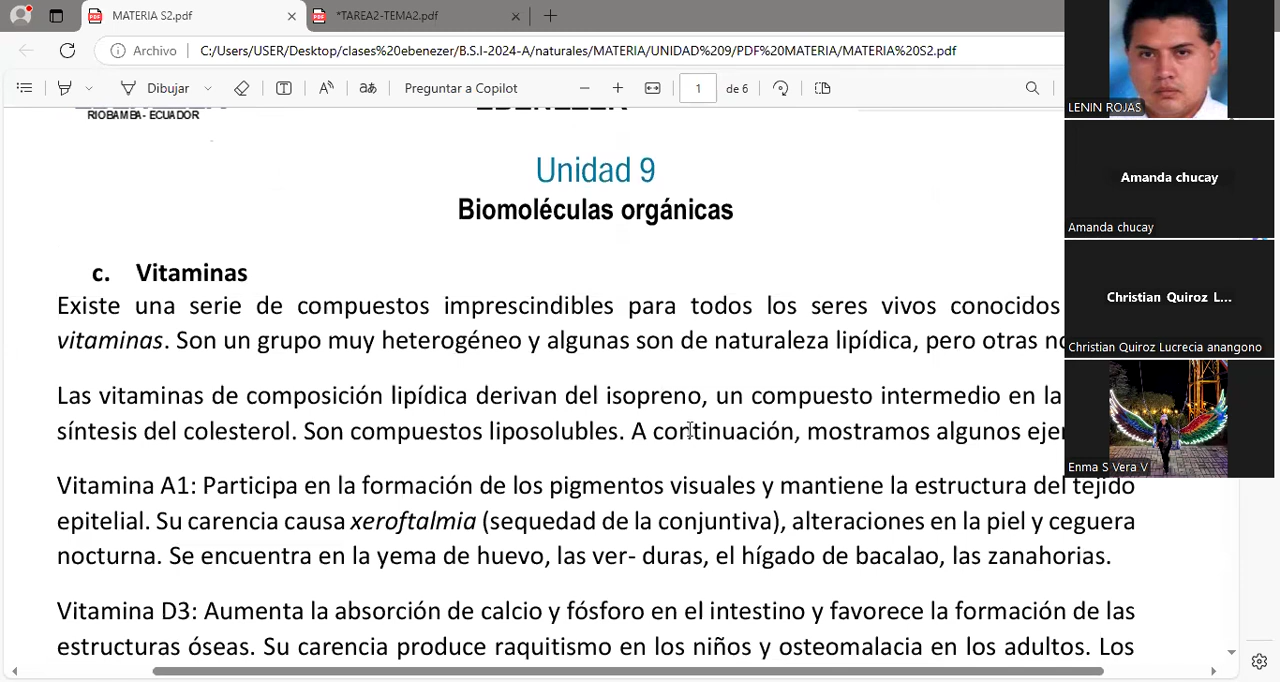 MATERIA S2.pdf
*TAREA2-TEMA2.pdf
Archivo
C:/Users/USER/Desktop/clases%20ebenezer/B.S.I-2024-A/naturales/MATERIA/UNIDAD%209/PDF%20MATERIA/MATERIA%20S2.pdf
Dibujar
Preguntar a Copilot
1
de 6
RIOBAMBA- ECUADOR
Unidad 9
Biomoléculas orgánicas
c. Vitaminas
Existe una serie de compuestos imprescindibles para todos los seres vivos conocidos
vitaminas. Son un grupo muy heterogéneo y algunas son de naturaleza lipídica, pero otras no
Las vitaminas de composición lipídica derivan del isopreno, un compuesto intermedio en la
síntesis del colesterol. Son compuestos liposolubles. A continuación, mostramos algunos ejem
Vitamina A1: Participa en la formación de los pigmentos visuales y mantiene la estructura del tejido
epitelial. Su carencia causa xeroftalmia (sequedad de la conjuntiva), alteraciones en la piel y ceguera
nocturna. Se encuentra en la yema de huevo, las ver- duras, el hígado de bacalao, las zanahorias.
Vitamina D3: Aumenta la absorción de calcio y fósforo en el intestino y favorece la formación de las
estructuras óseas. Su carencia produce raquitismo en los niños y osteomalacia en los adultos. Los
LENIN ROJAS
Amanda chucay
Amanda chucay
Christian Quiroz L...
Christian Quiroz Lucrecia anangono
Enma S Vera V